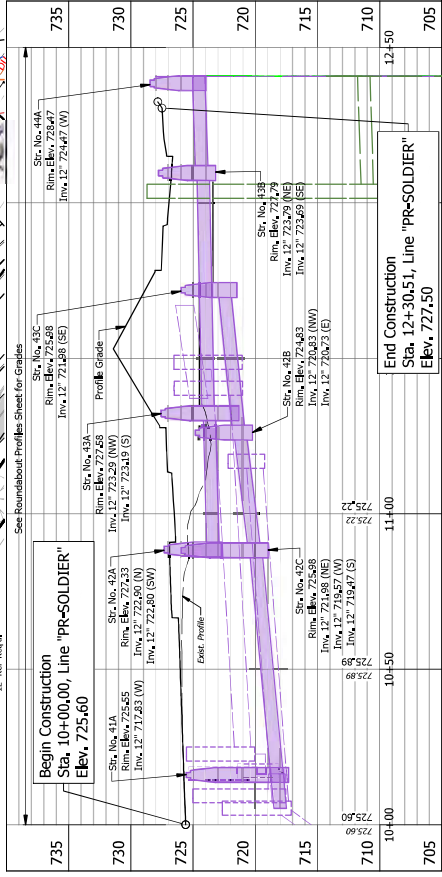 See Roundabout Profiles Sheet for Grades
735
730
725
720
715
710
705
Begin Construction
Sta. 10+00.00, Line "PR-SOLDIER"
Elev. 725.60
Str. No. 41A
Rim. Elev. 725.55
Inv. 12" 717.83 (W)
Str. No. 42A
Rim. Elev. 727.33
Inv. 12" 722.90 (N)
Inv. 12" 722.80 (SW)
Str. No. 43A
Rim. Elev. 727.58
Inv. 12" 723.29 (NW)
Inv. 12" 723.19 (S)
Str. No. 43C
Rim. Elev. 725.98
Inv. 12" 721.98 (SE)
Str. No. 44A
Rim. Elev. 728.47
Inv. 12" 724.47 (W)
Profile Grade
Exist. Profile
Str. No. 42C
Rim. Elev. 725.98
Inv. 12" 721.98 (NE)
Inv. 12" 719.57 (W)
Inv. 12" 719.47 (S)
Str. No. 42B
Rim. Elev. 724.83
Inv. 12" 720.83 (NW)
Inv. 12" 720.73 (E)
Str. No. 43B
Rim. Elev. 727.79
Inv. 12" 723.79 (NE)
Inv. 12" 723.69 (SE)
End Construction
Sta. 12+30.51, Line "PR-SOLDIER"
Elev. 727.50
725.60
725.60
725.89
725.89
725.22
725.22
10+00
10+50
11+00
12+50
735
730
725
720
715
710
705